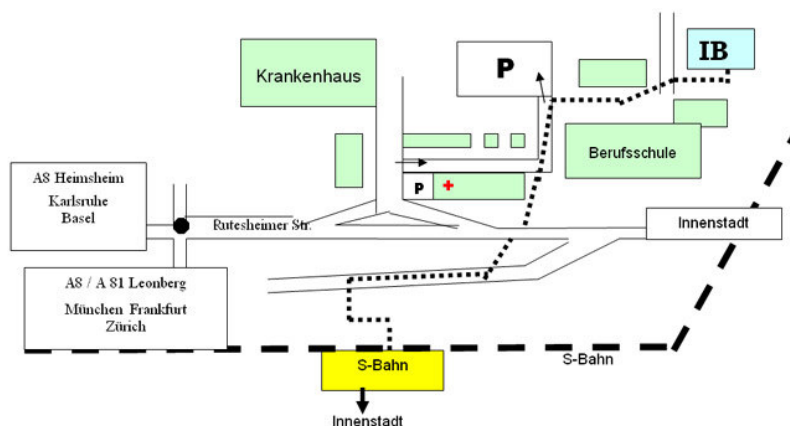 IB
P
Krankenhaus
Berufsschule
A8 Heimsheim
Karlsruhe
Basel
P
Rutesheimer Str.
Innenstadt
A8 / A 81 Leonberg
München Frankfurt
Zürich
S-Bahn
S-Bahn
Innenstadt